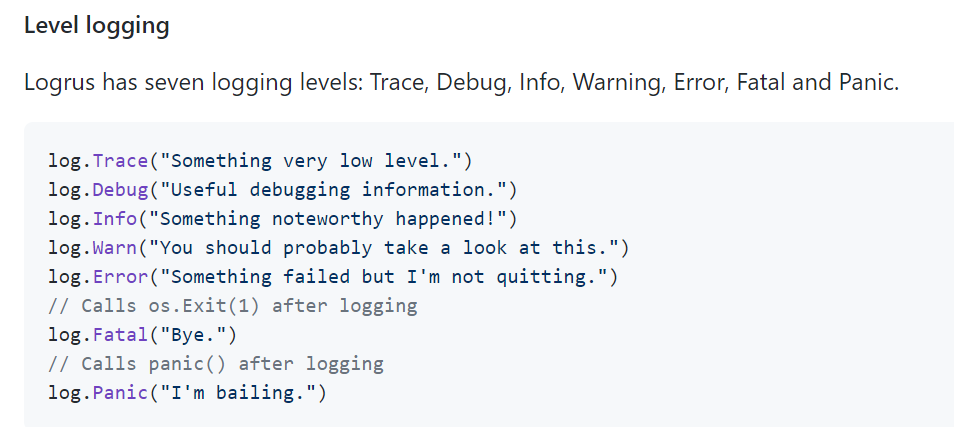 Level logging
Logrus has seven logging levels: Trace, Debug, Info, Warning, Error, Fatal and Panic.
log.Trace("Something very low level.")
log.Debug("Useful debugging information.")
log.Info("Something noteworthy happened!")
log.Warn("You should probably take a look at this.")
log.Error("Something failed but I'm not quitting.")
// Calls os.Exit(1) after logging
log.Fatal("Bye.")
// Calls panic() after logging
log.Panic("I'm bailing.")